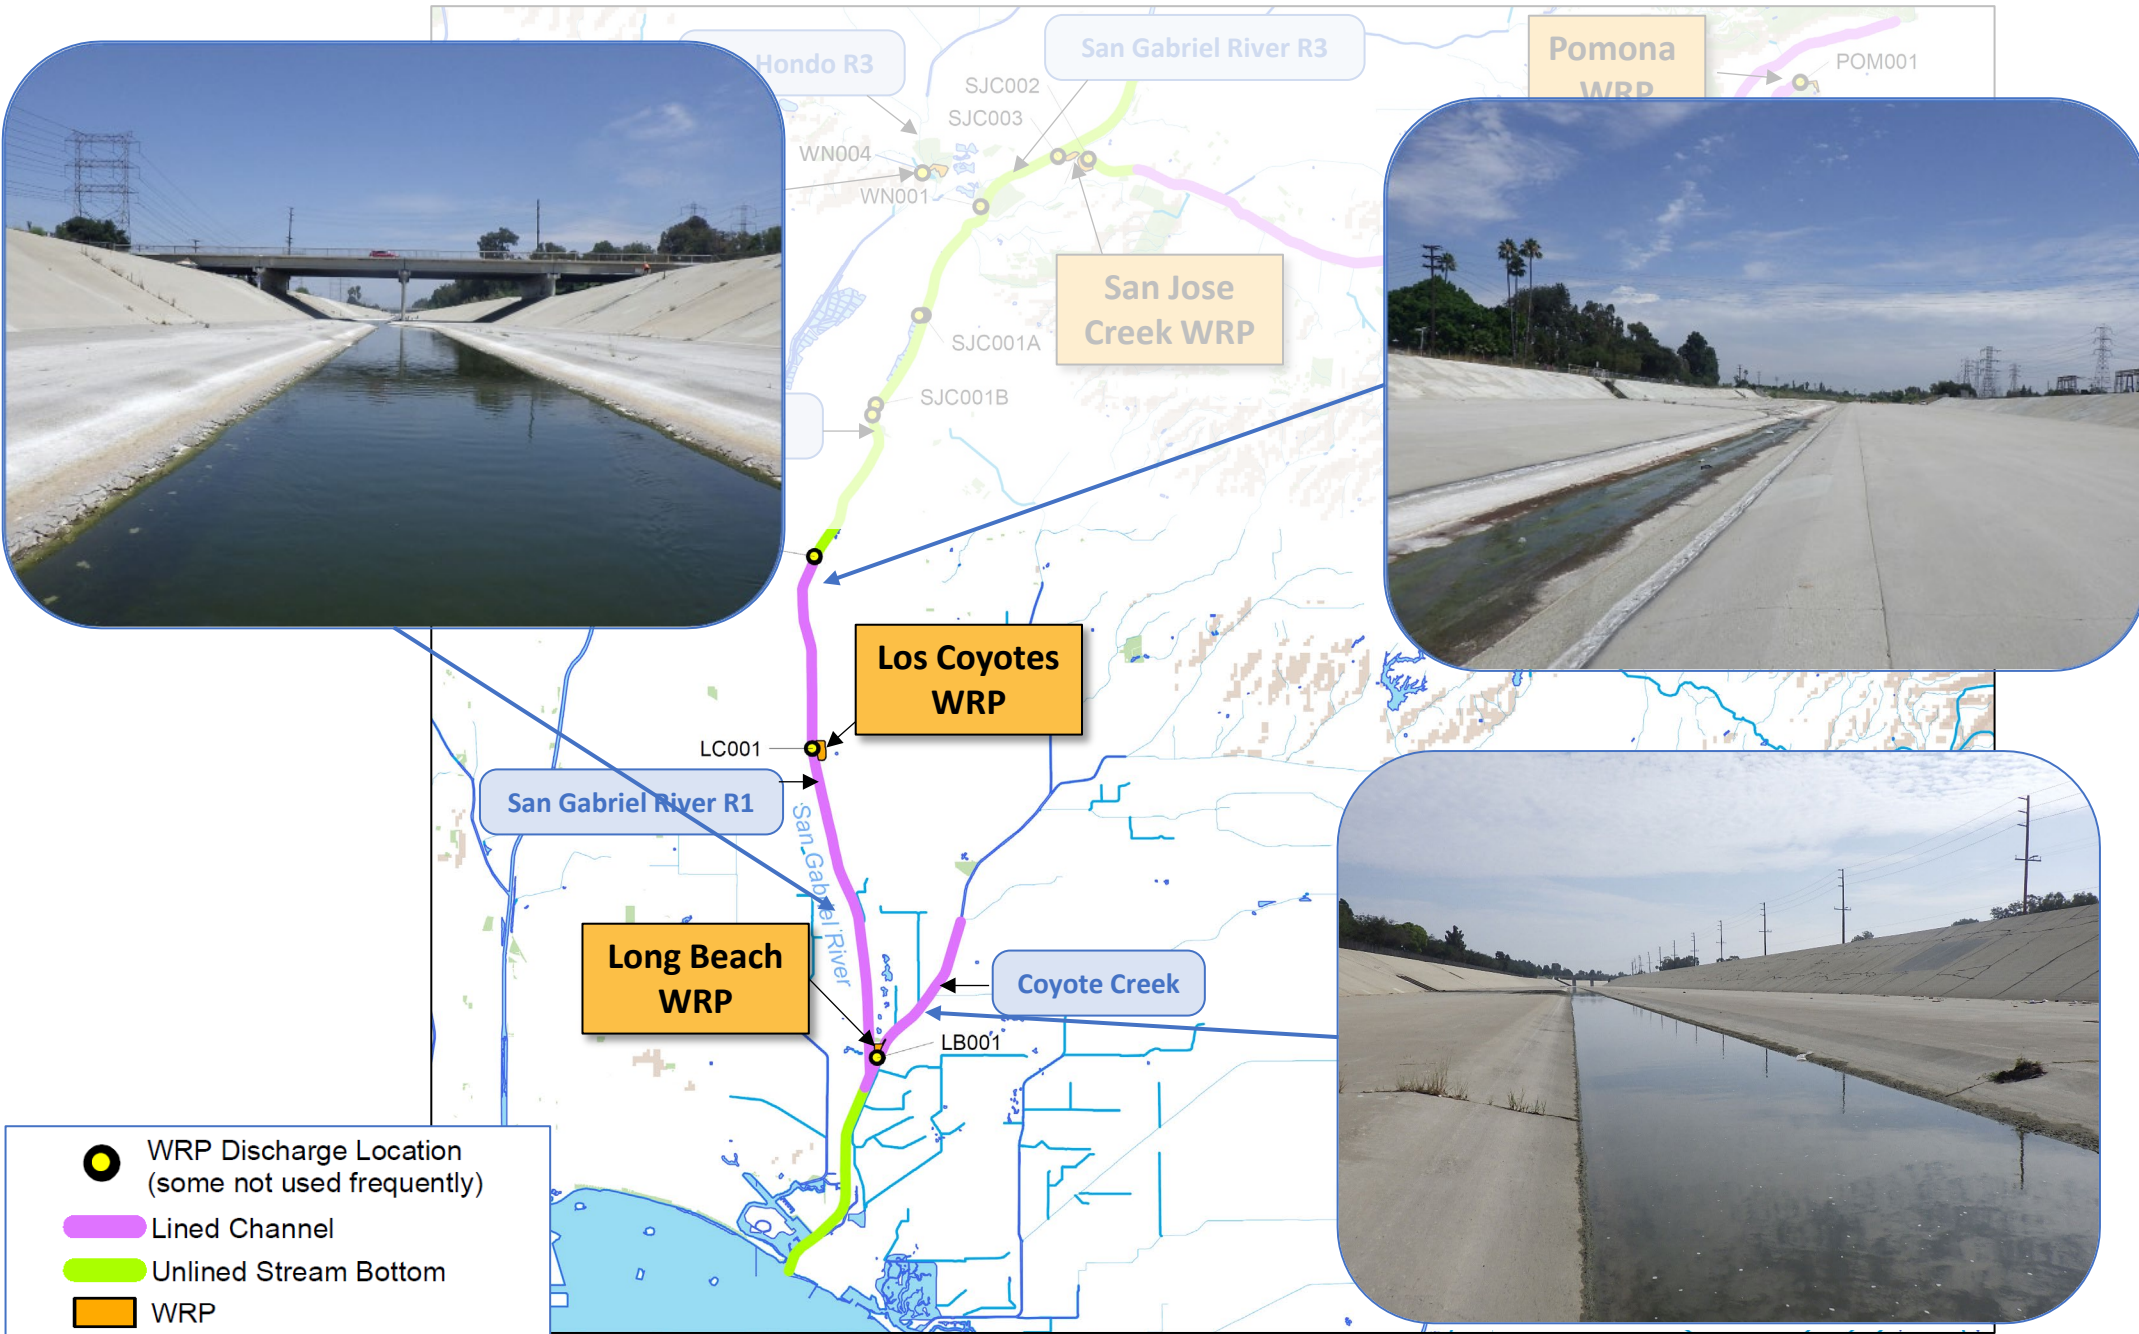 Hondo R3
San Gabriel River R3
Pomona
WRP
POM001
SJC002
SJC003
WN004
WN001
San Jose
Creek WRP
SJC001A
SJC001B
Los Coyotes
WRP
LC001
San Gabriel River R1
San Gabriel River
Long Beach
WRP
Coyote Creek
LB001
WRP Discharge Location
(some not used frequently)
Lined Channel
Unlined Stream Bottom
WRP